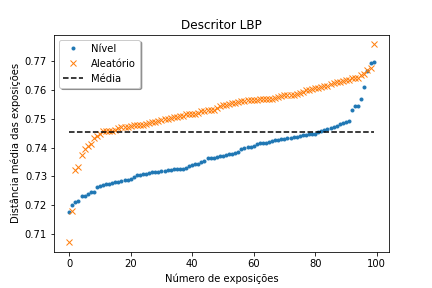 Descritor LBP
Nível
Aleatório
Média
Distância média das exposições
0.77
0.76
0.75
0.74
0.73
0.72
0.71
0
20
40
60
80
100
Número de exposições